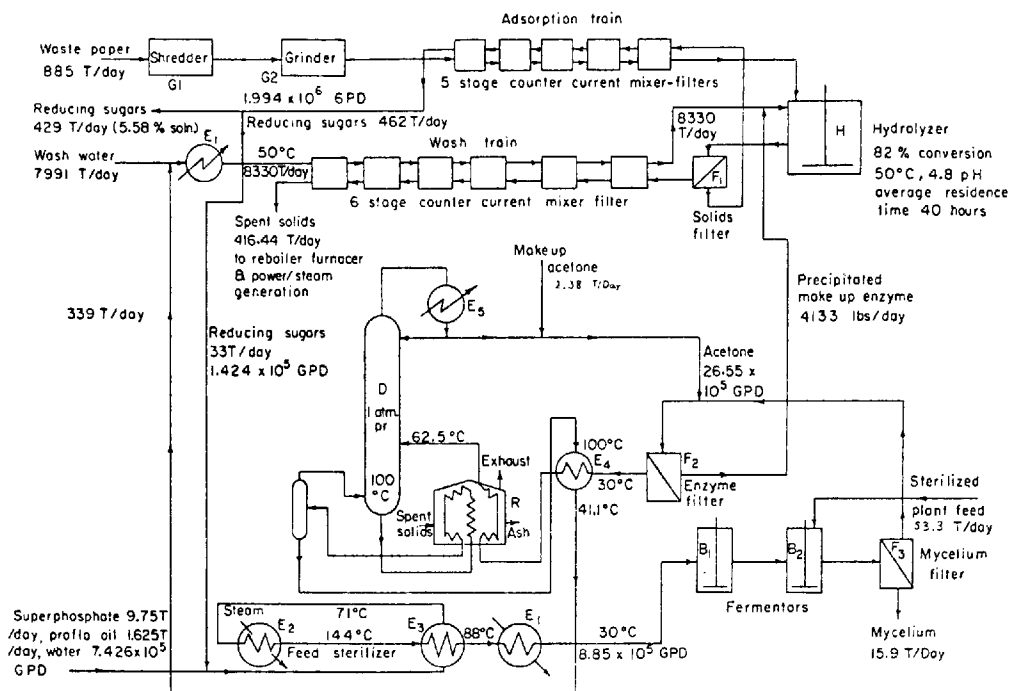 Adsorption train
Waste paper
885 T/day
Shredder
G1
Grinder
G2
5 stage counter current mixer-filters
1.994 x 10⁶ GPD
Reducing sugars
429 T/day (5.58 % soln)
Reducing sugars 462 T/day
E₁
Wash water
7991 T/day
50°C
8330T/day
Wash train
6 stage counter current mixer filter
8330
T/day
F₁
Solids
filter
H
Hydrolyzer
82 % conversion
50°C, 4.8 pH
average residence
time 40 hours
Spent solids
416.44 T/day
to reboiler furnacer
& power/steam
generation
Make up
acetone
T/Day
E₅
Precipitated
make up enzyme
4133 lbs/day
339 T/day
Reducing sugars
33T/day
1.424 x 10⁵ GPD
D
1 atm.
pr
100
°C
62.5°C
Acetone
26.55 x
10⁵ GPD
100°C
E₄
30°C
41.1°C
F₂
Enzyme
filter
Exhaust
R
Spent
solids
Ash
Sterilized
plant feed
T/day
B₁
B₂
Fermentors
F₃
Mycelium
filter
Mycelium
15.9 T/Day
Superphosphate 9.75T
/day, proflo oil 1.625T
/day, water 7.426x10⁵
GPD
Steam
E₂
71°C
144°C
Feed sterilizer
E₃
88°C
E₁
30°C
8.85 x 10⁵ GPD